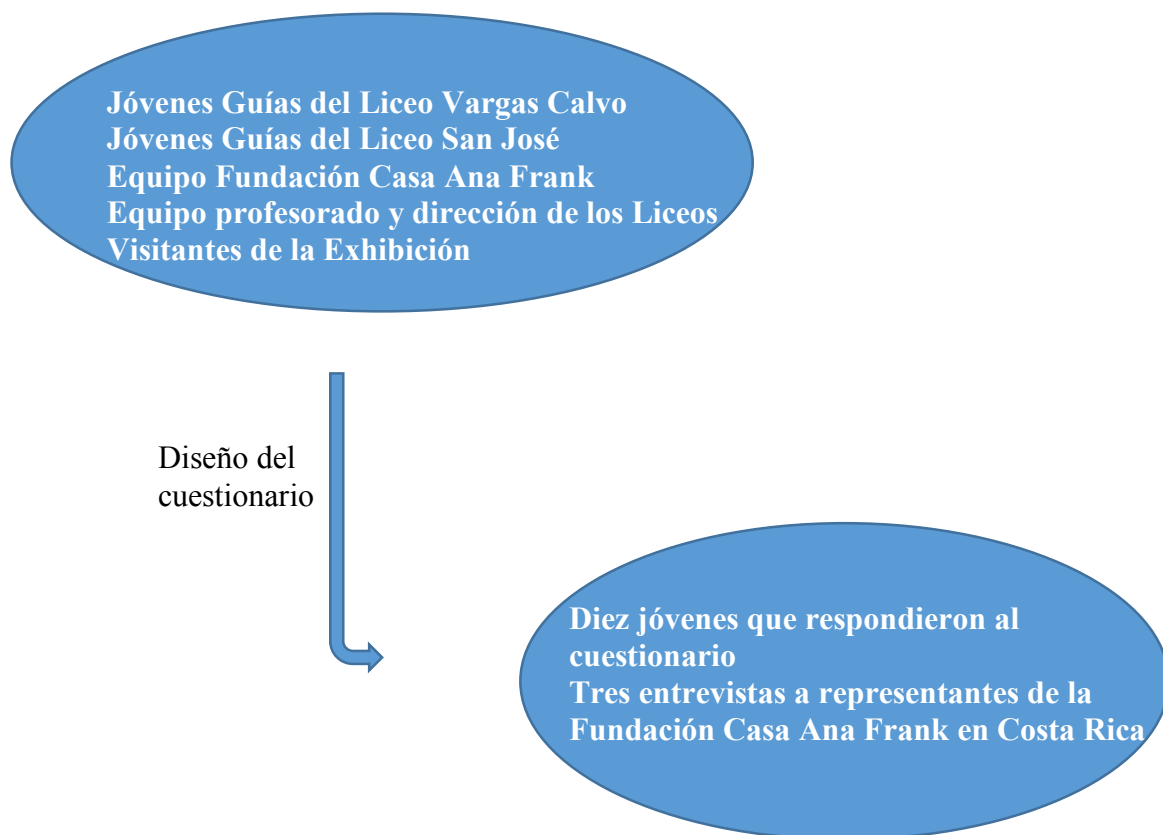 Jóvenes Guías del Liceo Vargas Calvo
Jóvenes Guías del Liceo San José
Equipo Fundación Casa Ana Frank
Equipo profesorado y dirección de los Liceos
Visitantes de la Exhibición
Diseño del
cuestionario
Diez jóvenes que respondieron al
cuestionario
Tres entrevistas a representantes de la
Fundación Casa Ana Frank en Costa Rica